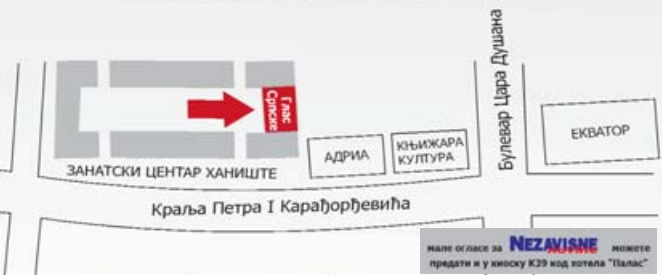 Глас
Српске
Булевар Цара Душана
ЕКВАТОР
АДРИА
КЊИЖАРА
КУЛТУРА
ЗАНАТСКИ ЦЕНТАР ХАНИШТЕ
Краља Петра I Карађорђевића
мале огласе за NEZAVISNE можете
предати и у киоску К39 код хотела "Палас"